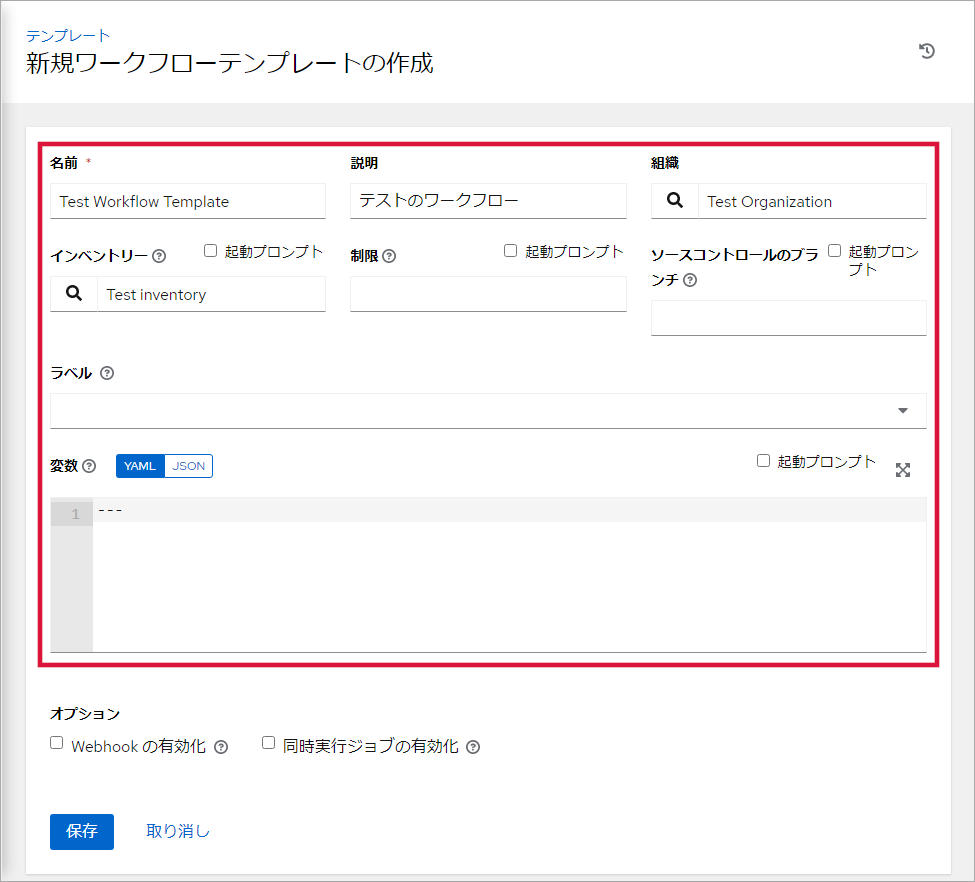 テンプレート
新規ワークフローテンプレートの作成
名前 *
説明
組織
Test Workflow Template
テストのワークフロー
Test Organization
インベントリー
起動プロンプト
制限
起動プロンプト
ソースコントロールのブラ
ンチ
起動プロン
プト
Test inventory
ラベル
変数
YAML
JSON
起動プロンプト
1
---
オプション
Webhook の有効化
同時実行ジョブの有効化
保存
取り消し